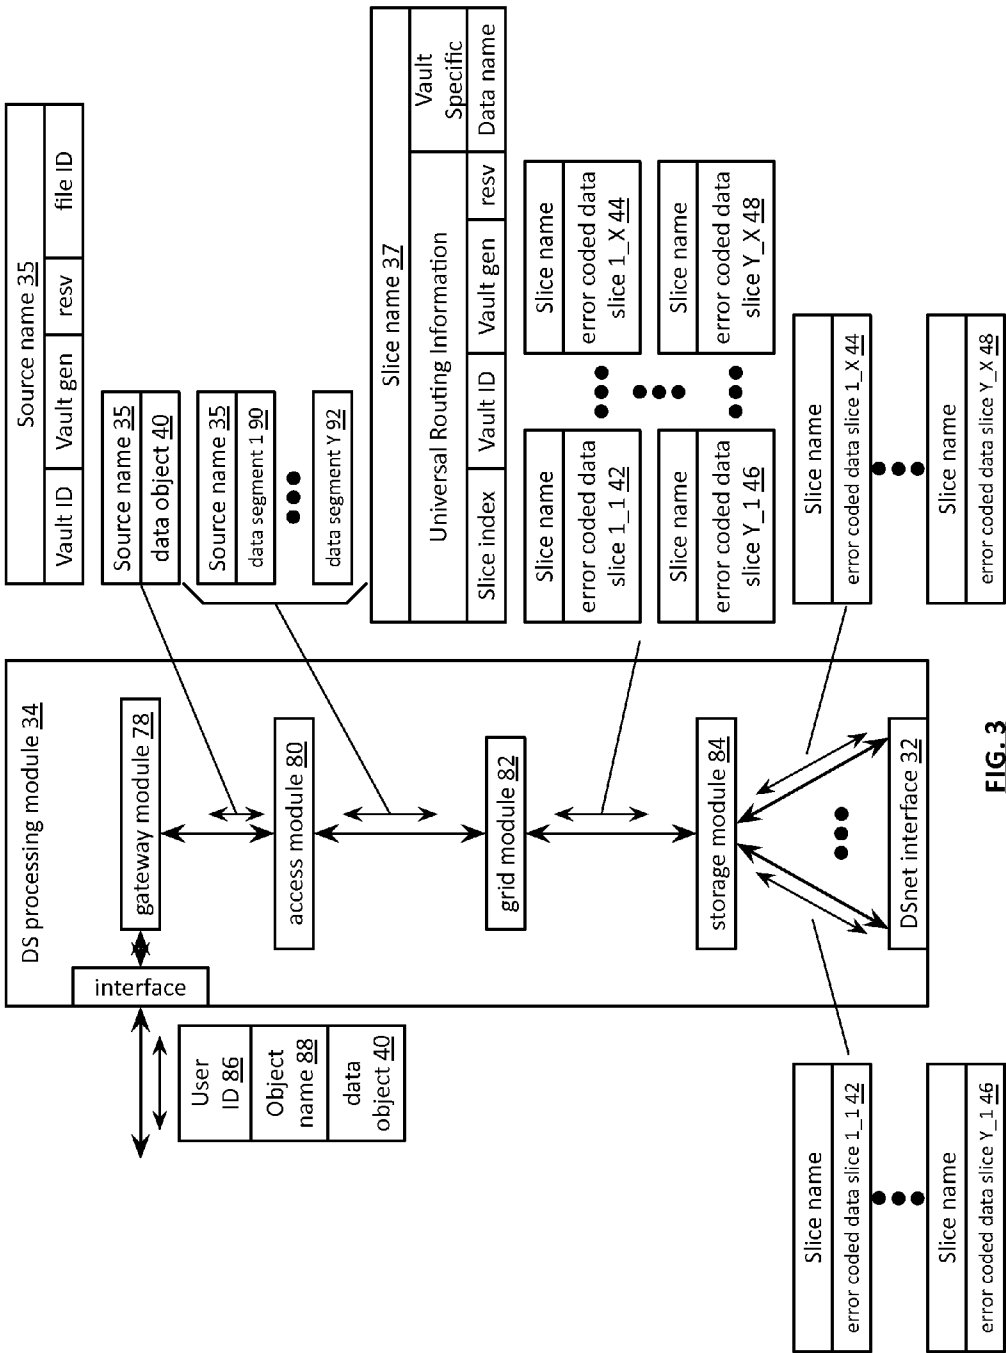 DS processing module 34
interface
User
ID 86
Object
name 88
data
object 40
gateway module 78
access module 80
grid module 82
storage module 84
DSnet interface 32
Source name 35
Vault ID
Vault gen
resv
file ID
Source name 35
data object 40
Source name 35
data segment 1 90
data segment Y 92
Slice name 37
Universal Routing Information
Vault
Specific
Slice index
Vault ID
Vault gen
resv
Data name
Slice name
error coded data
slice 1_1 42
Slice name
error coded data
slice 1_X 44
Slice name
error coded data
slice Y_1 46
Slice name
error coded data
slice Y_X 48
Slice name
error coded data slice 1_1 42
Slice name
error coded data slice Y_1 46
Slice name
error coded data slice 1_X 44
Slice name
error coded data slice Y_X 48
FIG. 3